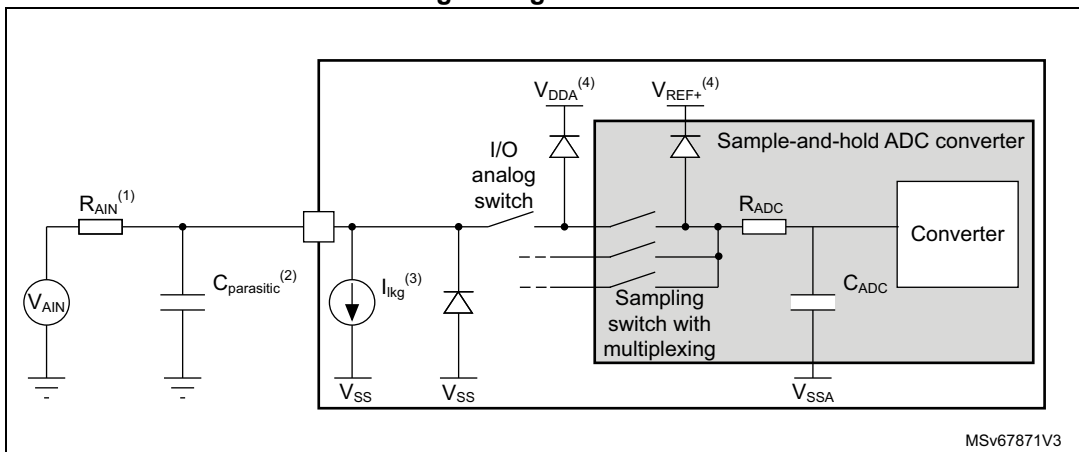 V_DDA(4)
V_REF+(4)
Sample-and-hold ADC converter
I/O
analog
switch
R_AIN(1)
R_ADC
Converter
V_AIN
C_parasitic(2)
I_lkg(3)
C_ADC
Sampling
switch with
multiplexing
V_SS
V_SS
V_SSA
MSv67871V3